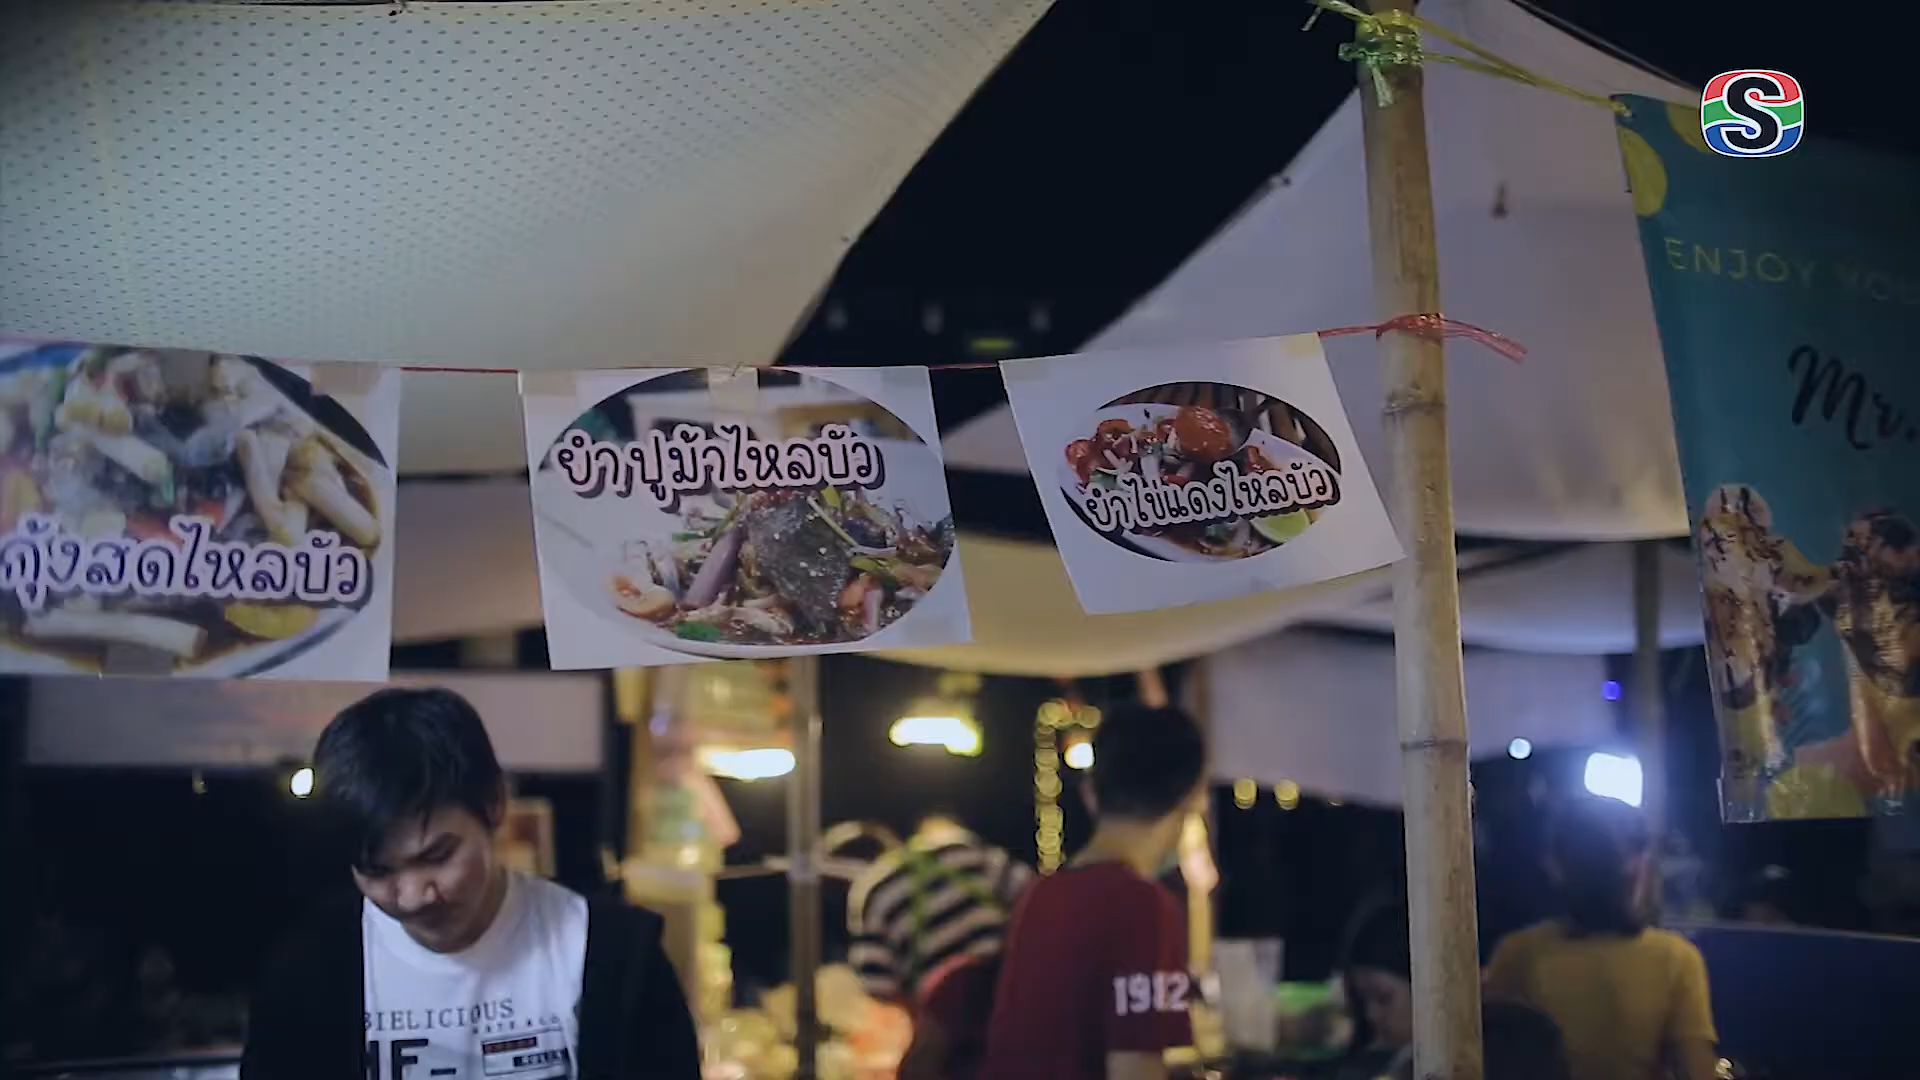 S
ENJOY YOU
Mr.
กุ้งสดไหลบัว
ยำปูม้าไหลบัว
ยำไข่แดงไหลบัว
BIELICIOUS
1912